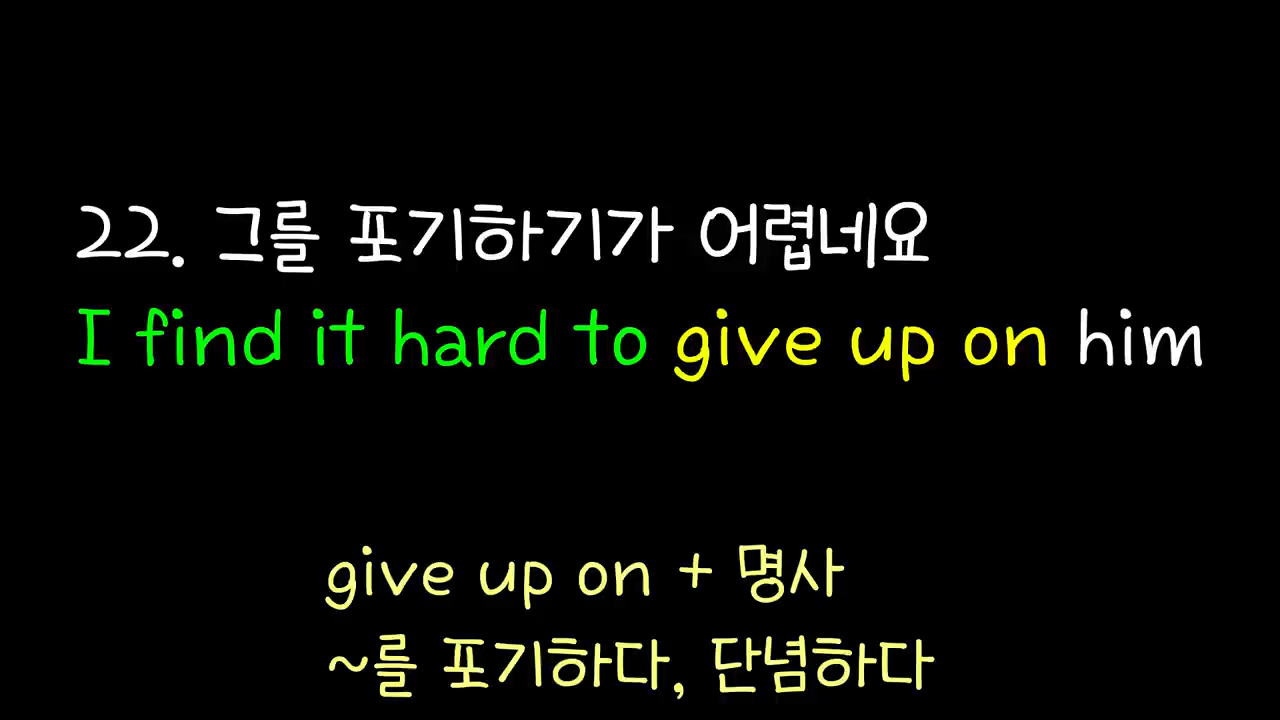 22. 그를 포기하기가 어렵네요
I find it hard to give up on him
give up on + 명사
~를 포기하다, 단념하다